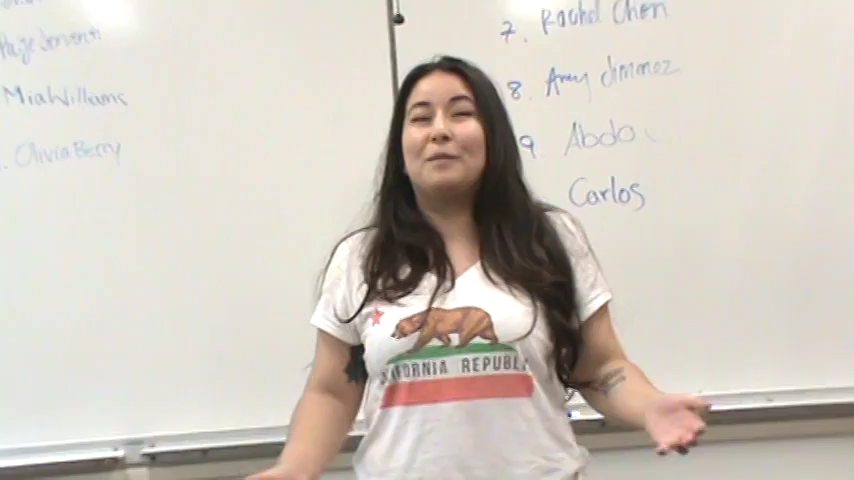 Mia Williams
Olivia Berry
7. Rachel Chen
8. Amy Jimenez
9 Abdo
Carlos
CALIFORNIA REPUBLIC